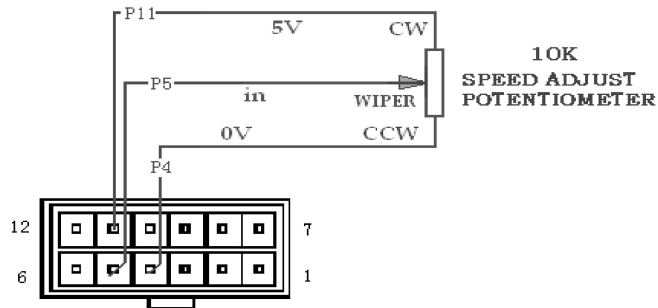 P11
5V
CW
10K
P5
SPEED ADJUST
in
WIPER
POTENTIOMETER
0V
CCW
P4
12
7
6
1